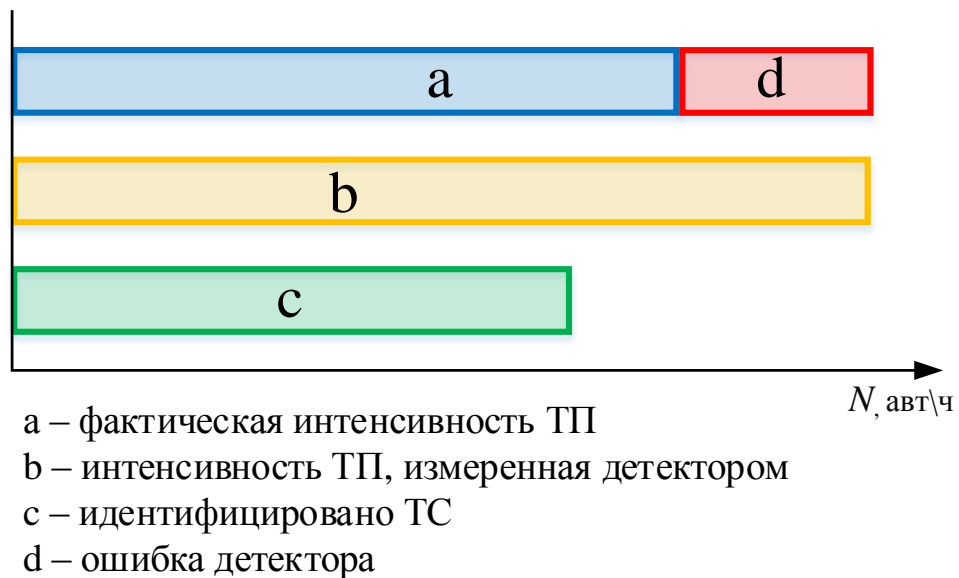 a
d
b
c
N, авт\ч
a – фактическая интенсивность ТП
b – интенсивность ТП, измеренная детектором
c – идентифицировано ТС
d – ошибка детектора